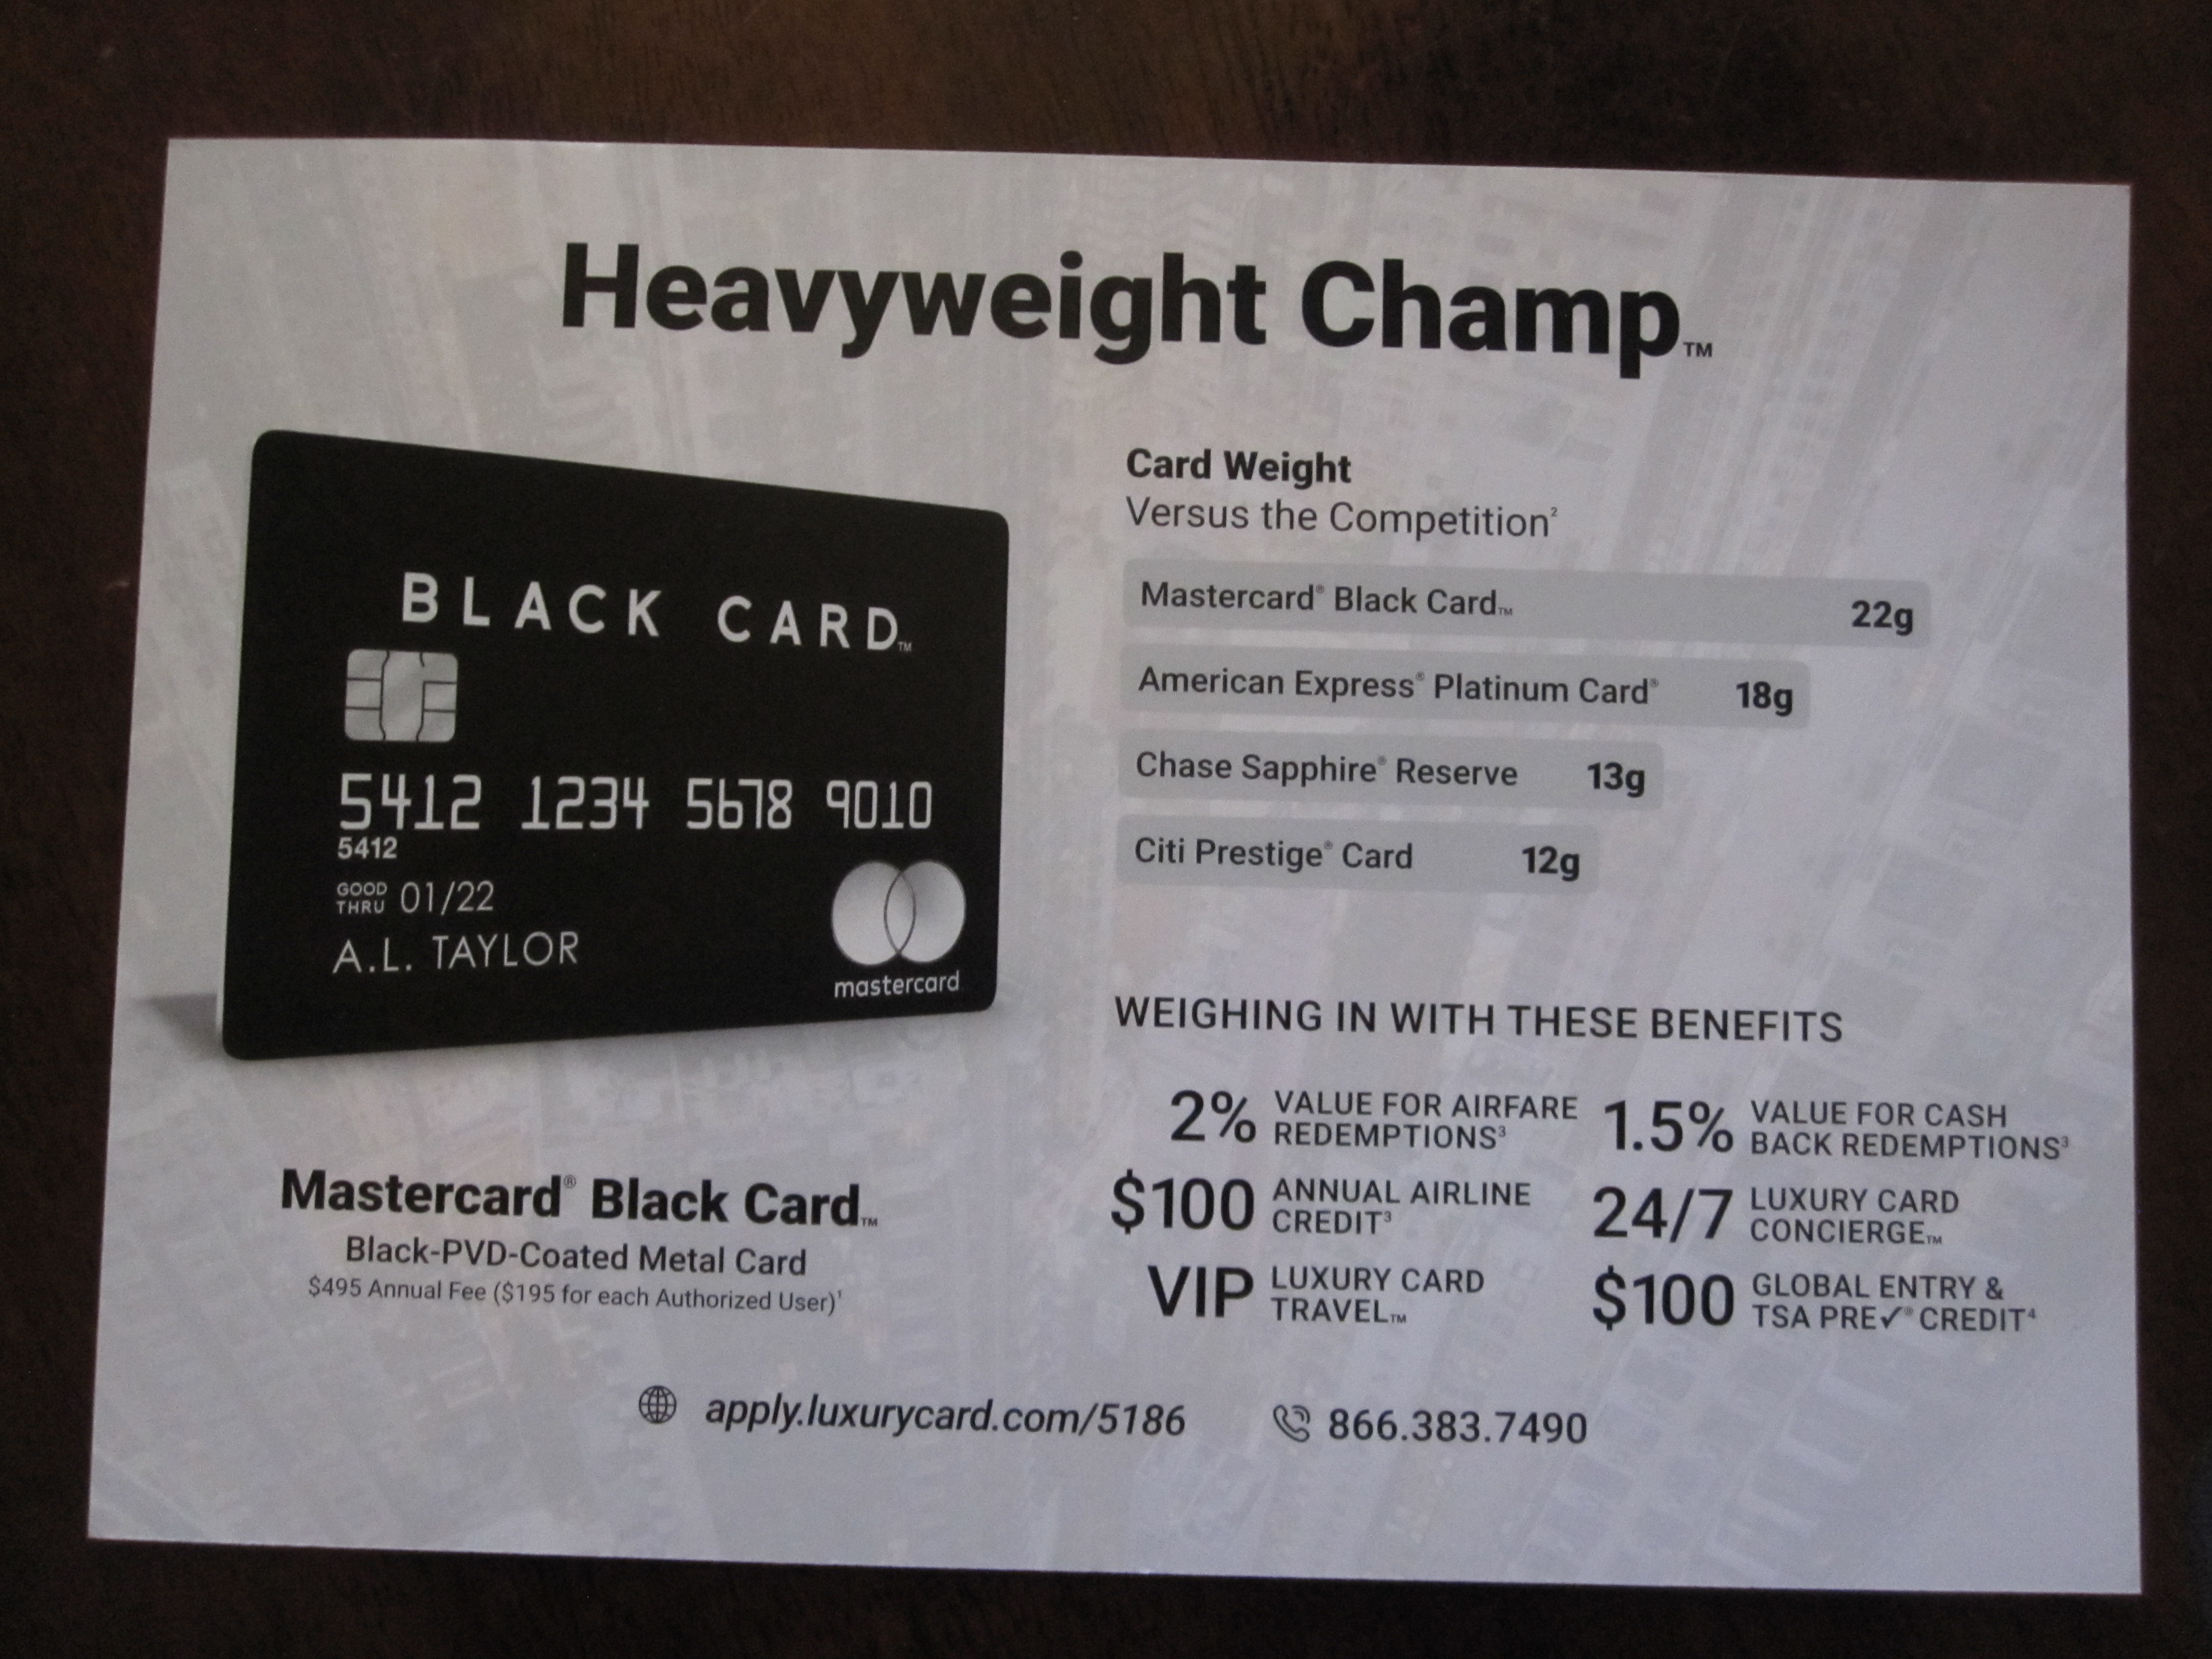 Heavyweight Champ™
BLACK CARD™
5412 1234 5678 9010
5412
GOOD THRU 01/22
A.L. TAYLOR
mastercard
Mastercard® Black Card™
Black-PVD-Coated Metal Card
$495 Annual Fee ($195 for each Authorized User)¹
Card Weight
Versus the Competition²
Mastercard® Black Card™ 22g
American Express® Platinum Card® 18g
Chase Sapphire® Reserve 13g
Citi Prestige® Card 12g
WEIGHING IN WITH THESE BENEFITS
2% VALUE FOR AIRFARE
REDEMPTIONS³
1.5% VALUE FOR CASH
BACK REDEMPTIONS³
$100 ANNUAL AIRLINE
CREDIT³
24/7 LUXURY CARD
CONCIERGE™
VIP LUXURY CARD
TRAVEL™
$100 GLOBAL ENTRY &
TSA PRE✓® CREDIT⁴
apply.luxurycard.com/5186 866.383.7490